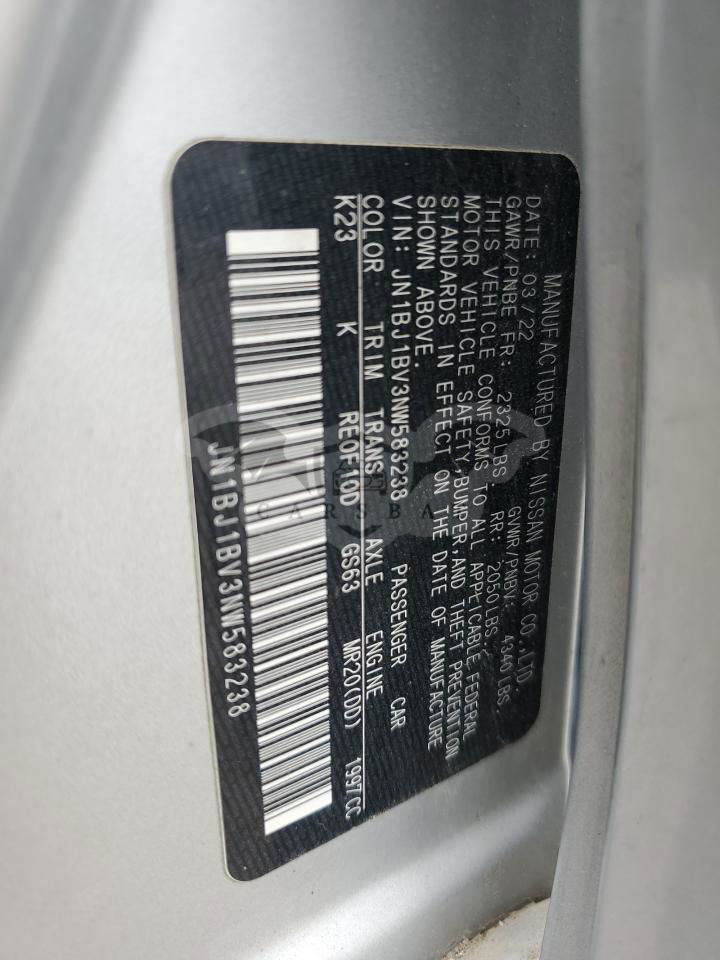 MANUFACTURED BY NISSAN MOTOR CO.,LTD.
DATE: 03/22 GVWR/PNBV: 4340 LBS
GAWR/PNBE FR: 2325 LBS RR: 2050 LBS
THIS VEHICLE CONFORMS TO ALL APPLICABLE FEDERAL
MOTOR VEHICLE SAFETY,BUMPER,AND THEFT PREVENTION
STANDARDS IN EFFECT ON THE DATE OF MANUFACTURE
SHOWN ABOVE.
VIN: JN1BJ1BV3NW583238 PASSENGER CAR
COLOR TRIM TRANS AXLE ENGINE
K23 K RE0F10D GS63 MR20(DD) 1997CC
JN1BJ1BV3NW583238